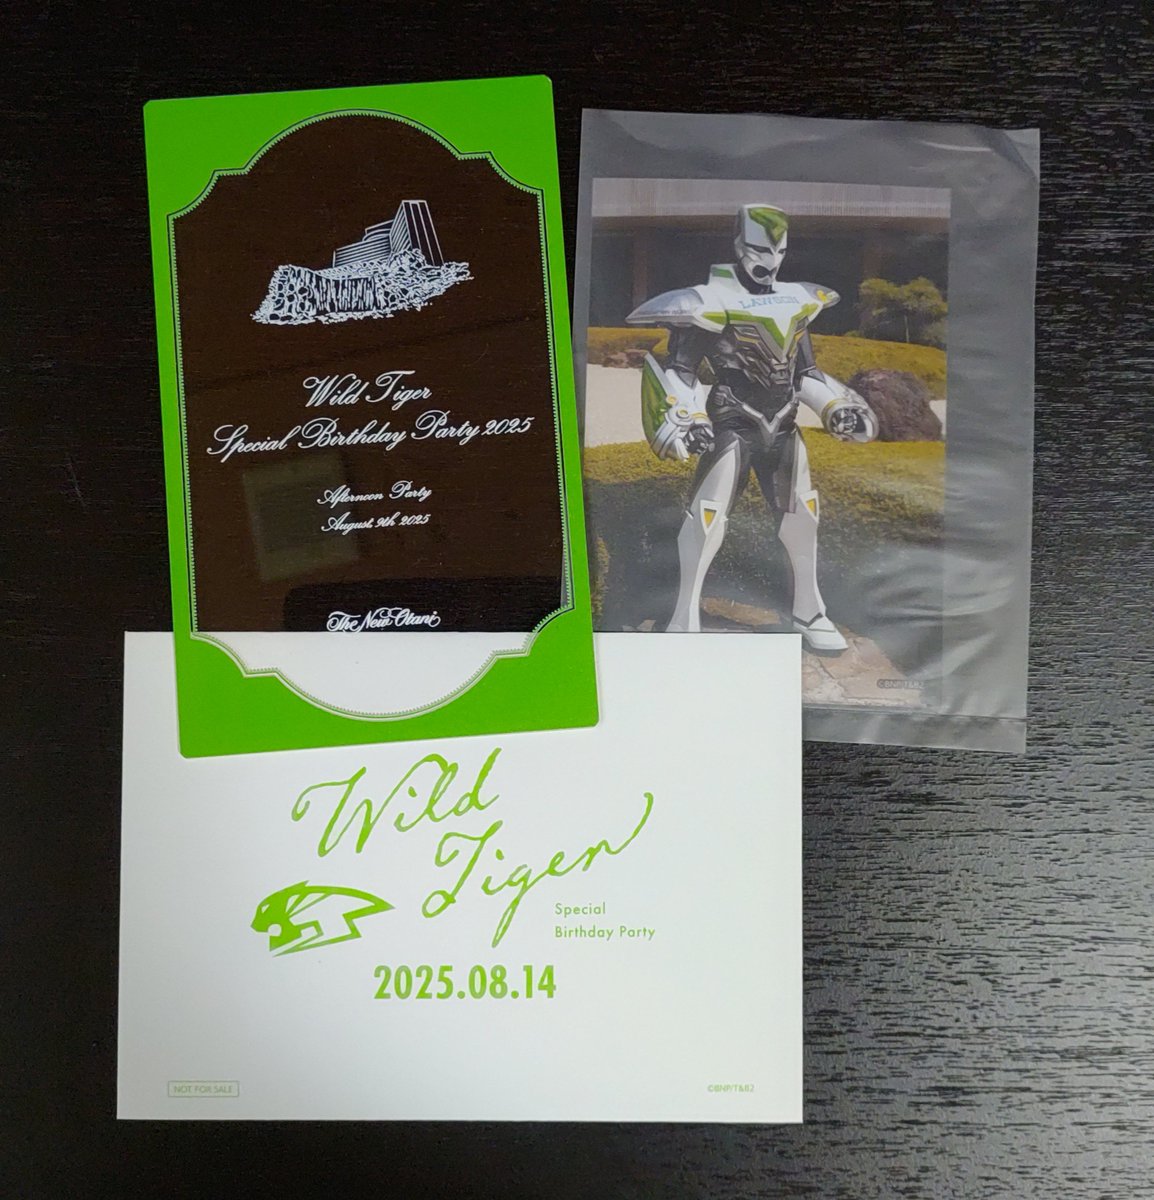 Wild Tiger
Special Birthday Party 2025
Afternoon Party
August, 9th 2025
The New Otani
LAWSON
©BNP/T&B2
Wild
Tiger
Special
Birthday Party
2025.08.14
NOT FOR SALE
©BNP/T&B2